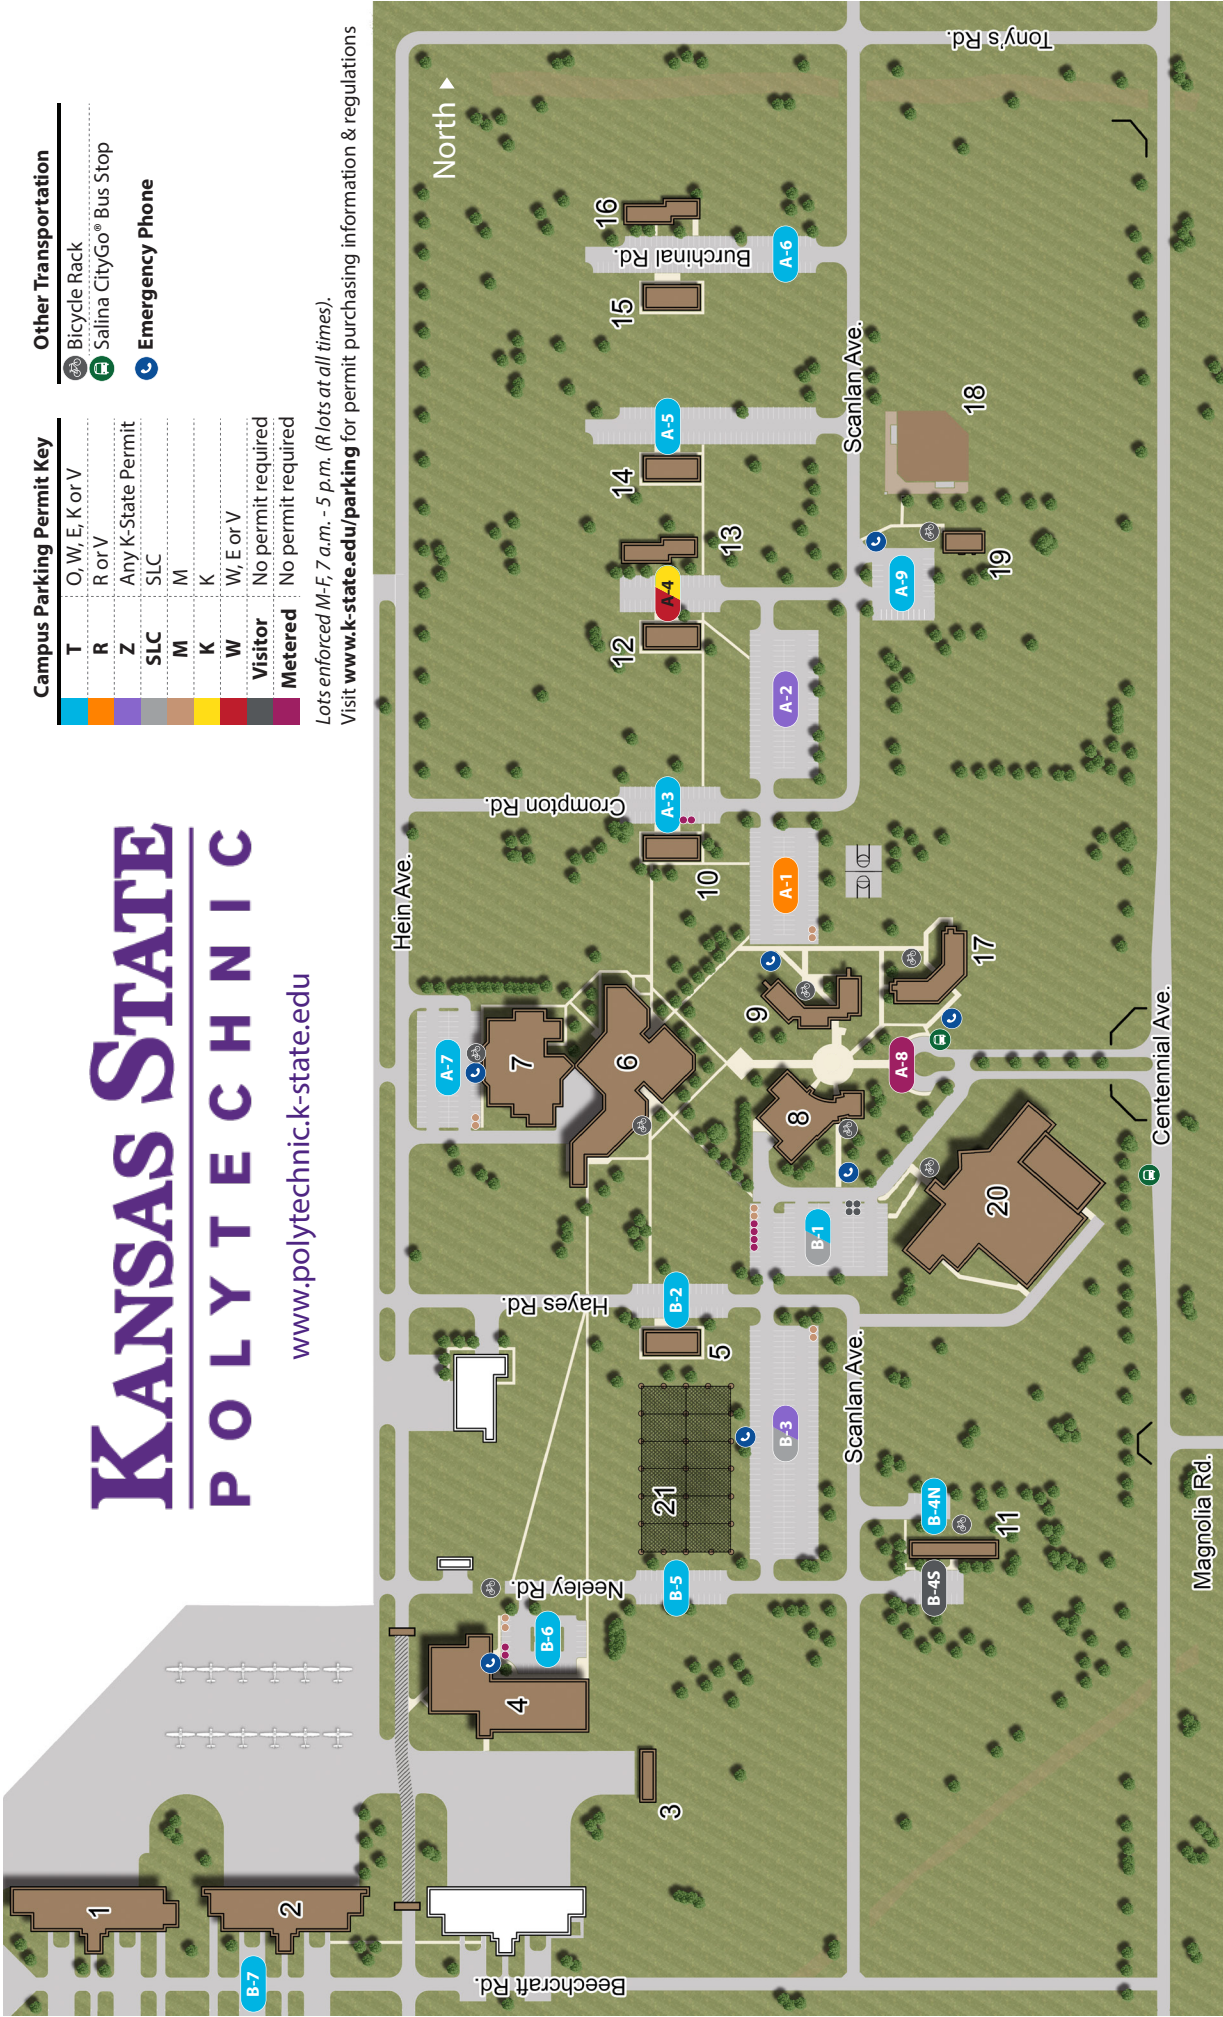 KANSAS STATE
POLYTECHNIC
www.polytechnic.k-state.edu
Campus Parking Permit Key
T O, W, E, K or V
R R or V
Z Any K-State Permit
SLC SLC
M M
K K
W W, E or V
Visitor No permit required
Metered No permit required
Other Transportation
Bicycle Rack
Salina CityGo® Bus Stop
Emergency Phone
Lots enforced M-F, 7 a.m. - 5 p.m. (R lots at all times).
Visit www.k-state.edu/parking for permit purchasing information & regulations
North
Hein Ave.
Tony's Rd.
Burchinal Rd.
Crompton Rd.
Hayes Rd.
Neeley Rd.
Beechcraft Rd.
Scanlan Ave.
Scanlan Ave.
Centennial Ave.
Magnolia Rd.
1
2
3
4
5
6
7
8
9
10
11
12
13
14
15
16
17
18
19
20
21
A-1
A-2
A-3
A-4
A-5
A-6
A-7
A-8
A-9
B-1
B-2
B-3
B-4N
B-4S
B-5
B-6
B-7